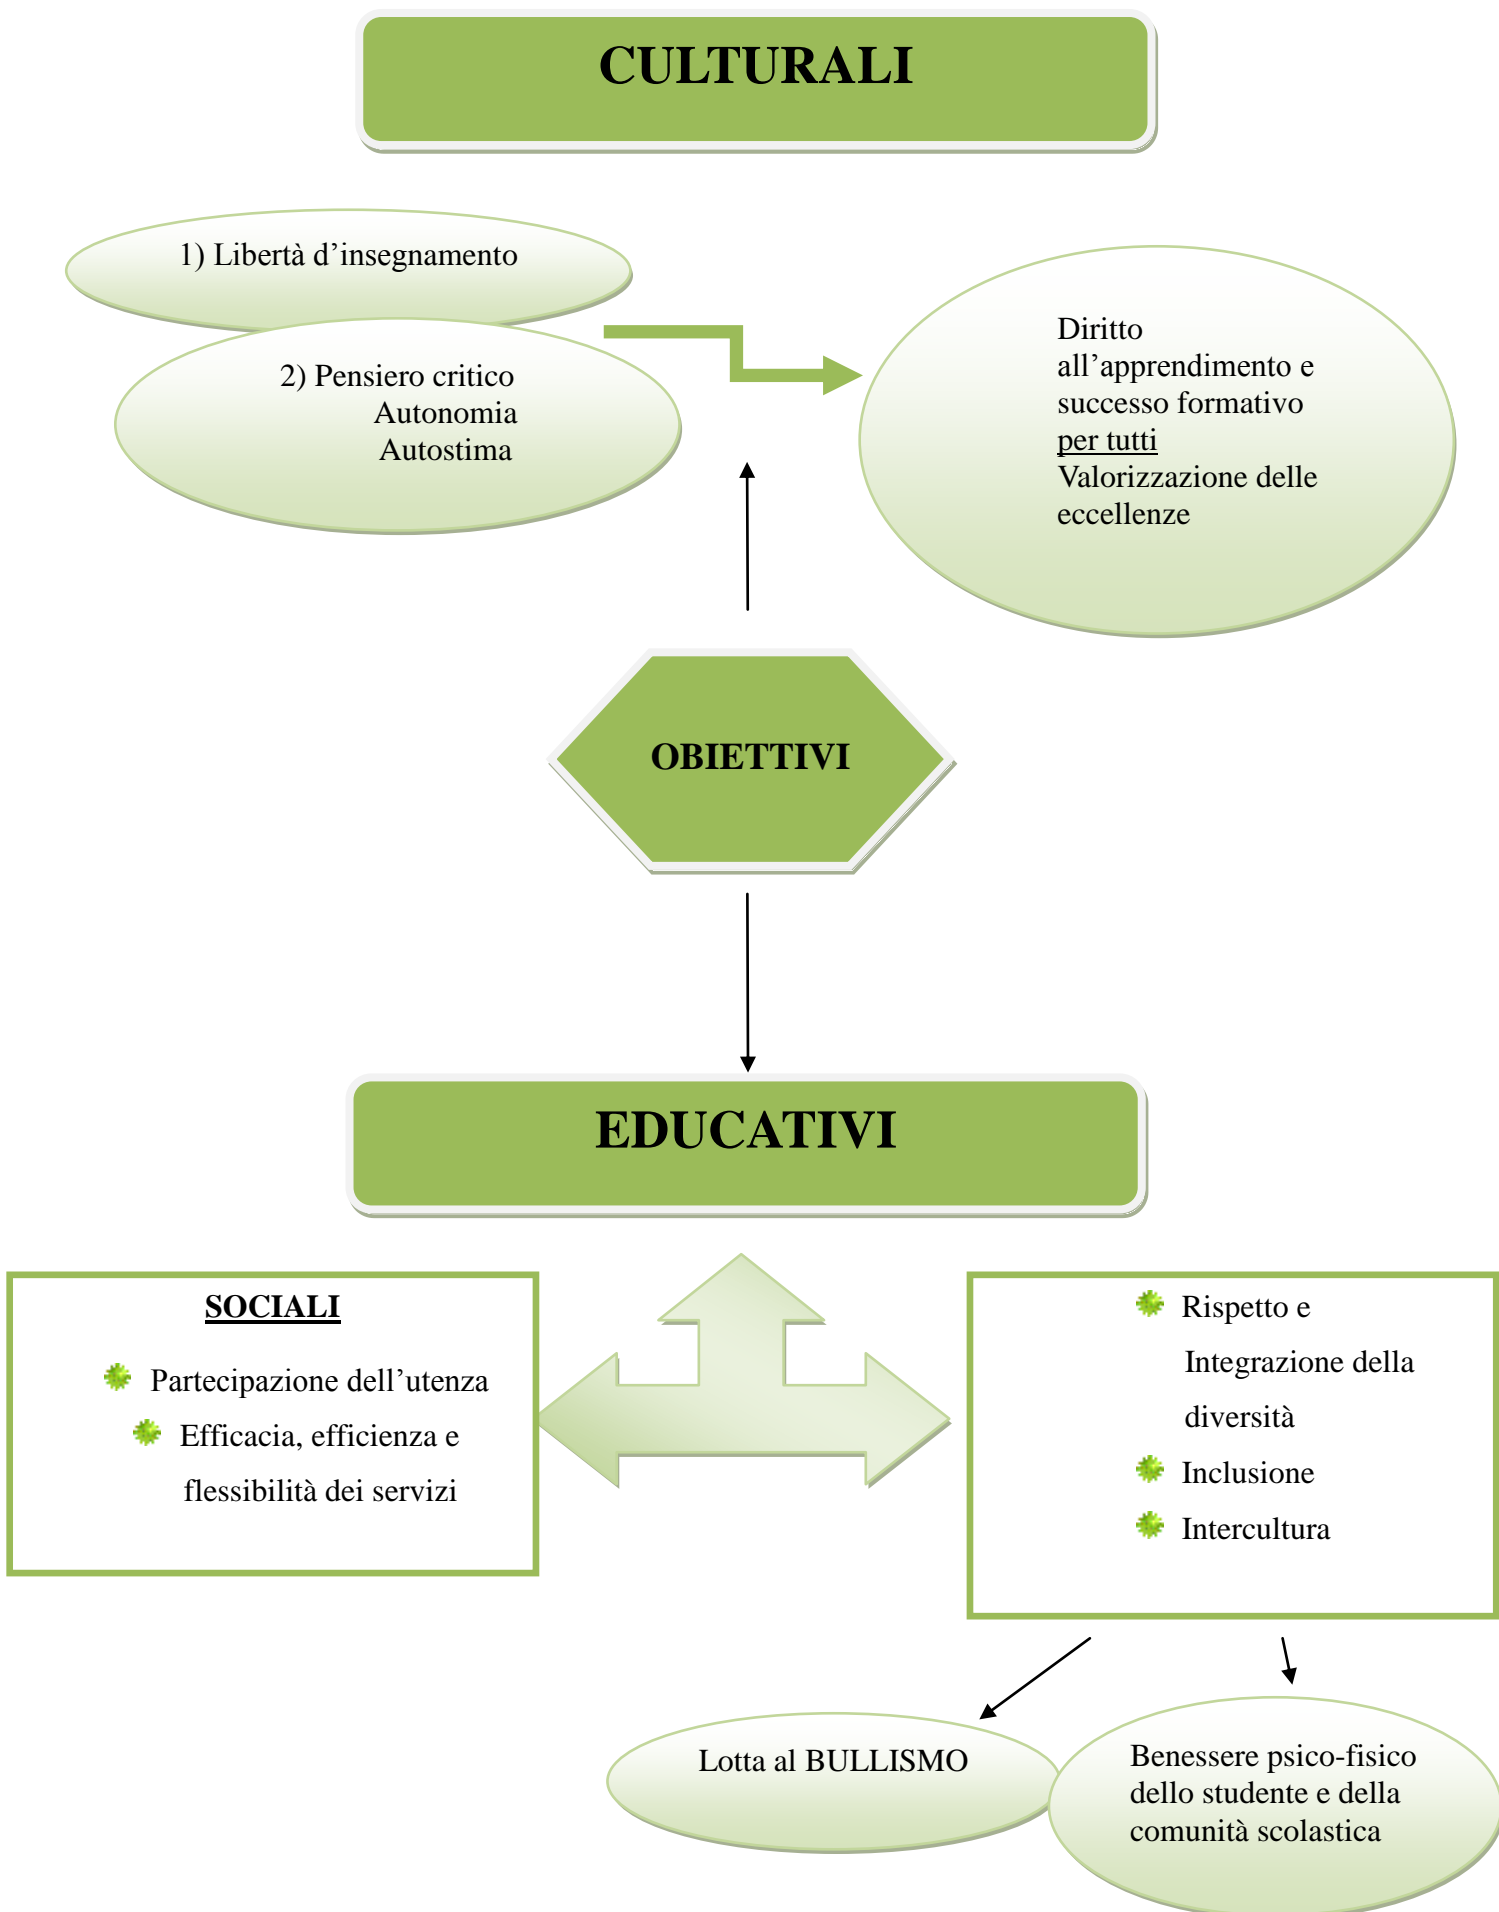 CULTURALI
1) Libertà d’insegnamento
2) Pensiero critico
Autonomia
Autostima
Diritto
all’apprendimento e
successo formativo
per tutti
Valorizzazione delle
eccellenze
OBIETTIVI
EDUCATIVI
SOCIALI
Partecipazione dell’utenza
Efficacia, efficienza e
flessibilità dei servizi
Rispetto e
Integrazione della
diversità
Inclusione
Intercultura
Lotta al BULLISMO
Benessere psico-fisico
dello studente e della
comunità scolastica